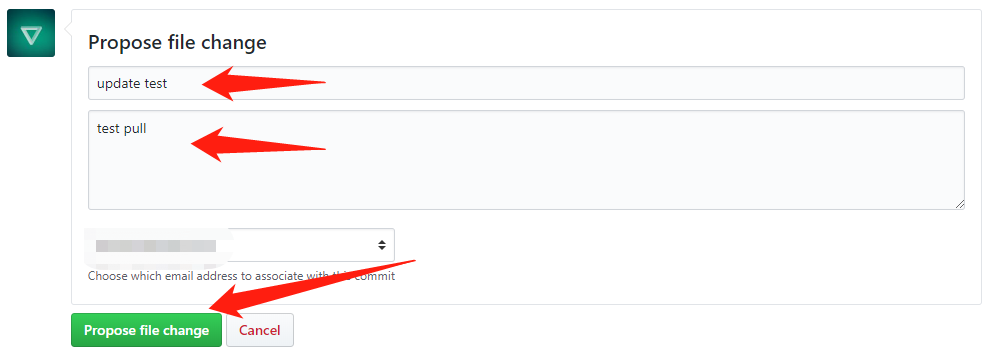 Propose file change
update test
test pull
Choose which email address to associate with this commit
Propose file change
Cancel